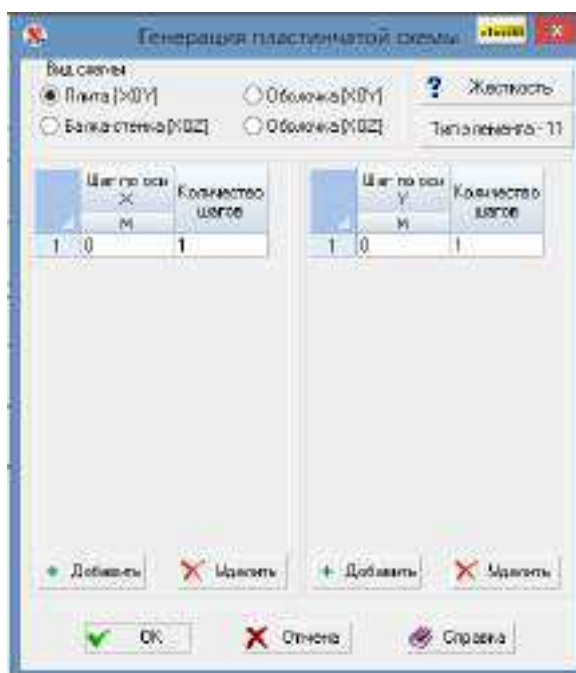 Генерация пластинчатой схемы
Вид схемы
Плита [X0Y]
Оболочка [X0Y]
Балка-стенка [X0Z]
Оболочка [X0Z]
? Жесткость
Тип элемента - 11
Шаг по оси X
Количество шагов
М
1 0 1
Шаг по оси Y
Количество шагов
М
1 0 1
Добавить
Удалить
Добавить
Удалить
OK
Отмена
Справка